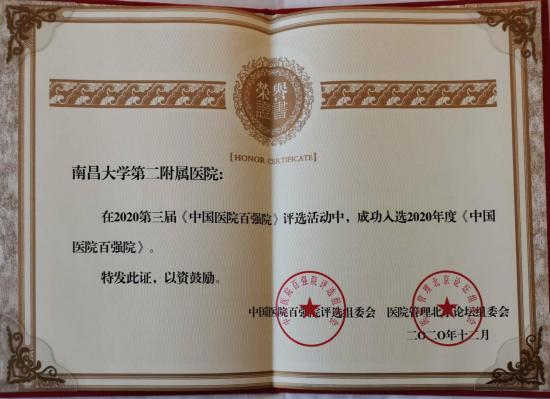 榮譽
證書
[HONOR CERTIFICATE]
南昌大学第二附属医院：
在2020第三届《中国医院百强院》评选活动中，成功入选2020年度《中国
医院百强院》。
特发此证，以资鼓励。
中国医院百强院评选组委会 医院管理北京论坛组委会
二〇二〇年十二月